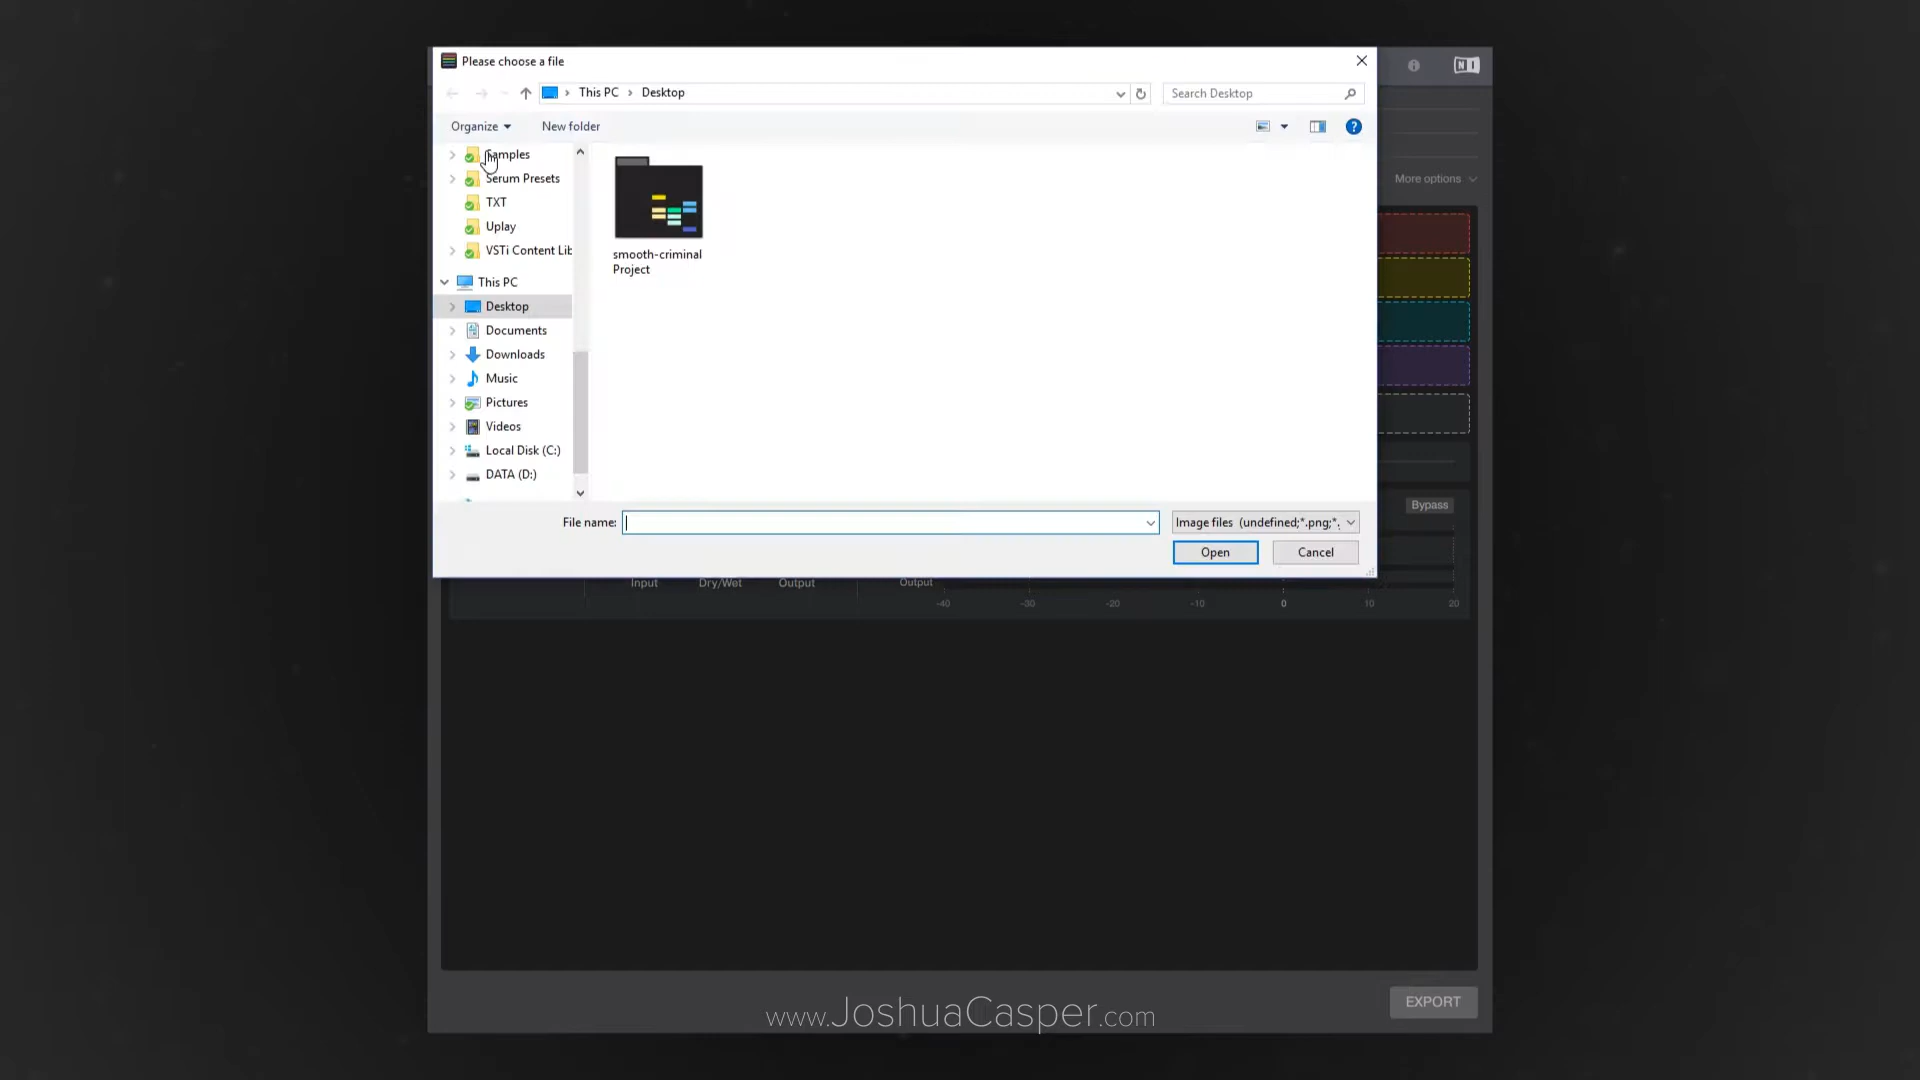 Please choose a file
NI
This PC
Desktop
Search Desktop
Organize
New folder
Samples
Serum Presets
TXT
Uplay
VSTi Content Lib
This PC
Desktop
Documents
Downloads
Music
Pictures
Videos
Local Disk (C:)
DATA (D:)
smooth-criminal
Project
More options
File name:
Image files (undefined;*.png;*.
Open
Cancel
Bypass
Input
Dry/Wet
Output
Output
-40
-30
-20
-10
0
10
20
EXPORT
www.JoshuaCasper.com